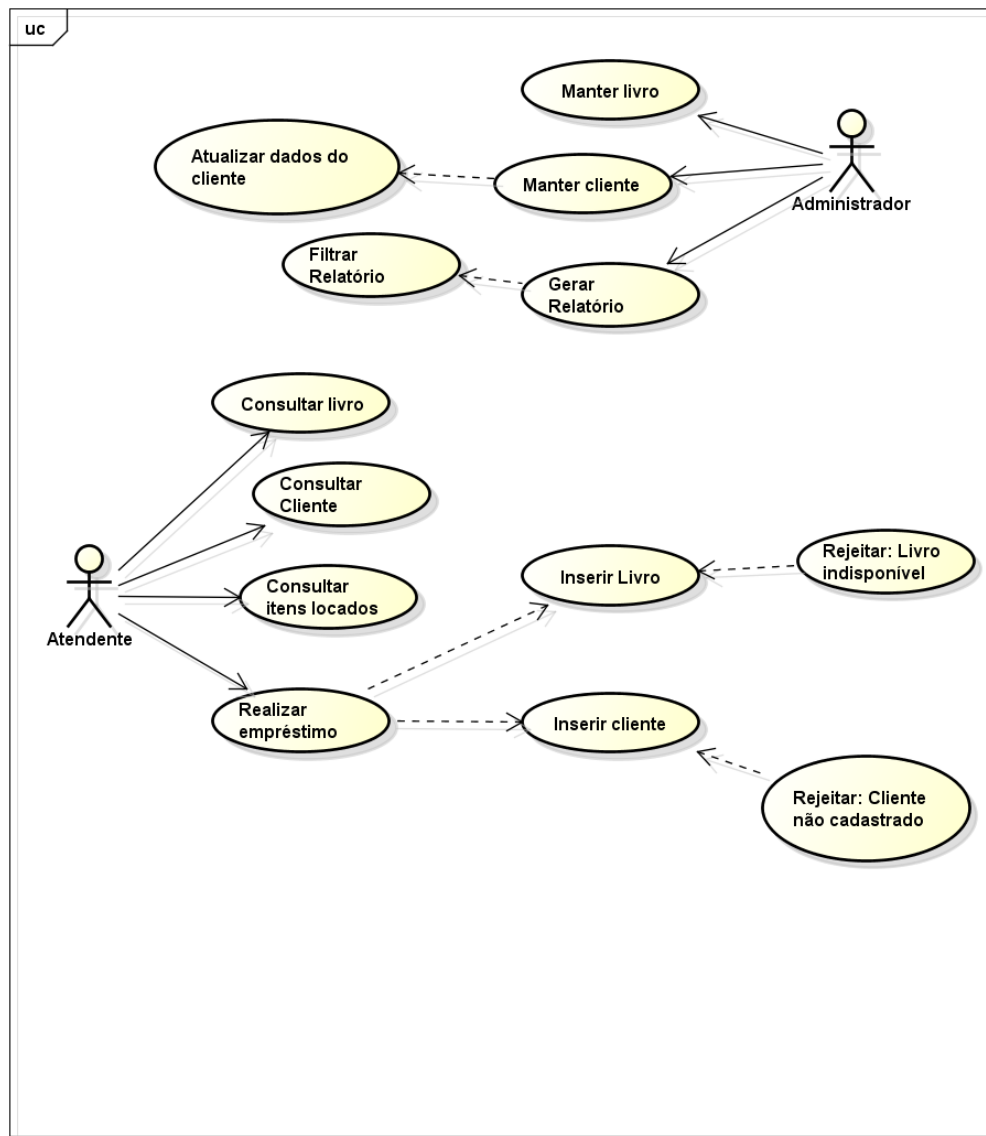 uc
Manter livro
Atualizar dados do
cliente
Manter cliente
Administrador
Filtrar
Relatório
Gerar
Relatório
Consultar livro
Consultar
Cliente
Consultar
itens locados
Atendente
Inserir Livro
Rejeitar: Livro
indisponível
Realizar
empréstimo
Inserir cliente
Rejeitar: Cliente
não cadastrado